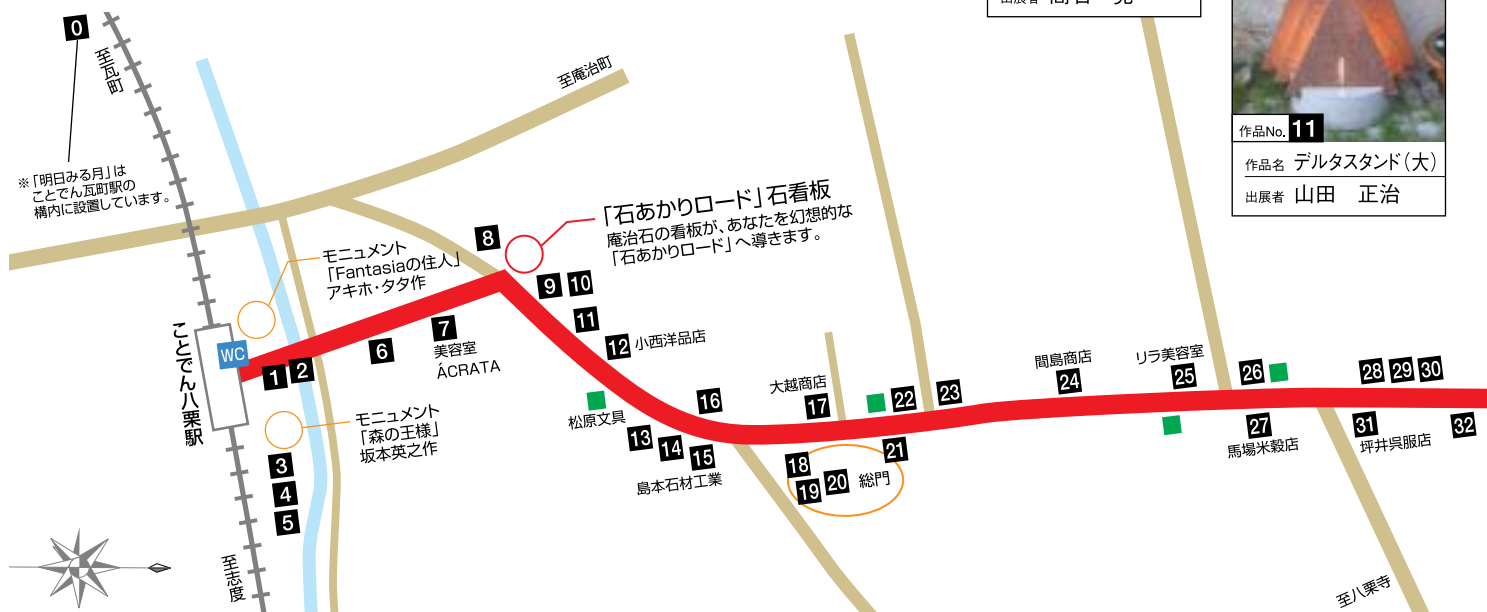 0
至瓦町
※「明日みる月」は
ことでん瓦町駅の
構内に設置しています。
至庵治町
出展者
作品No. 11
作品名 デルタスタンド(大)
出展者 山田 正治
「石あかりロード」石看板
庵治石の看板が、あなたを幻想的な
「石あかりロード」へ導きます。
モニュメント
「Fantasiaの住人」
アキホ・タタ作
8
9 10
11
12 小西洋品店
ことでん八栗駅
WC
1 2
6
7
美容室
ÁCRATA
モニュメント
「森の王様」
坂本英之作
3
4
5
至志度
松原文具
13
14
15
島本石材工業
16
大越商店
17
18
19 20 総門
21
22
23
間島商店
24
リラ美容室
25
26
27
馬場米穀店
28 29 30
31
坪井呉服店
32
至八栗寺